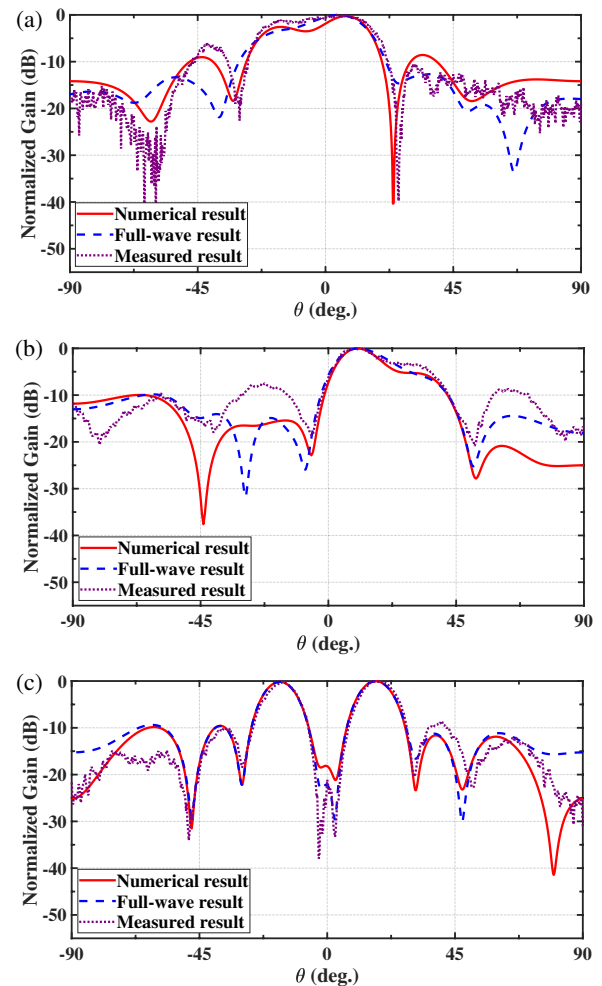 (a)
Normalized Gain (dB)
0
-10
-20
-30
-40
-50
Numerical result
Full-wave result
Measured result
-90
-45
0
45
90
θ (deg.)
(b)
Normalized Gain (dB)
0
-10
-20
-30
-40
-50
Numerical result
Full-wave result
Measured result
-90
-45
0
45
90
θ (deg.)
(c)
Normalized Gain (dB)
0
-10
-20
-30
-40
-50
Numerical result
Full-wave result
Measured result
-90
-45
0
45
90
θ (deg.)